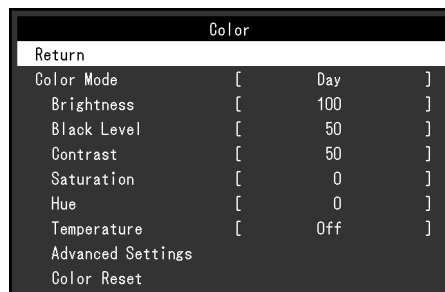 Color
Return
Color Mode [ Day ]
Brightness [ 100 ]
Black Level [ 50 ]
Contrast [ 50 ]
Saturation [ 0 ]
Hue [ 0 ]
Temperature [ Off ]
Advanced Settings
Color Reset